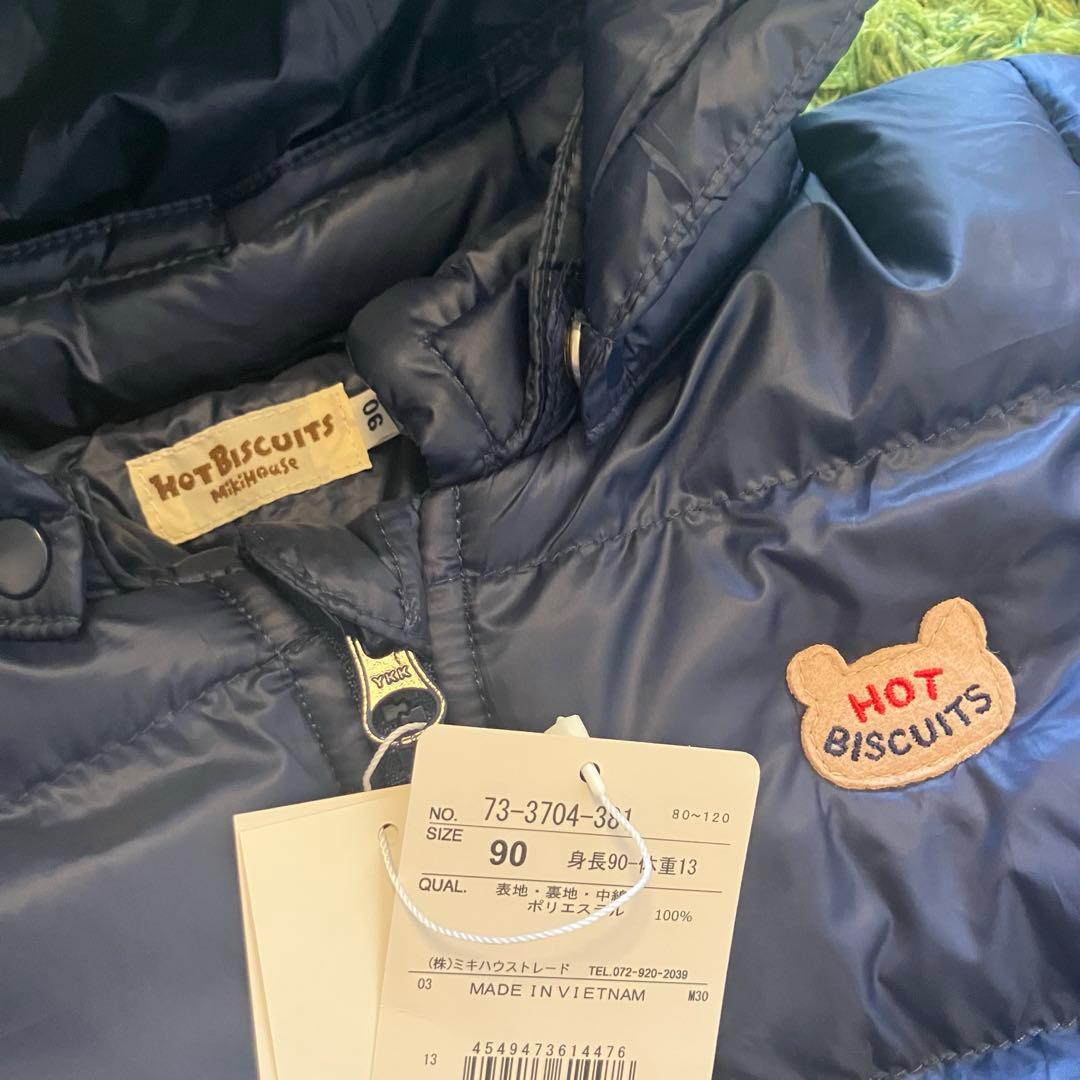 HOT BISCUITS
MIKIHOUSE
90
YKK
HOT
BISCUITS
NO. 73-3704-381 80~120
SIZE 90 身長90-体重13
QUAL. 表地・裏地・中綿
ポリエステル 100%
(株)ミキハウストレード TEL.072-920-2039
03 MADE IN VIETNAM M30
4549473614476
13